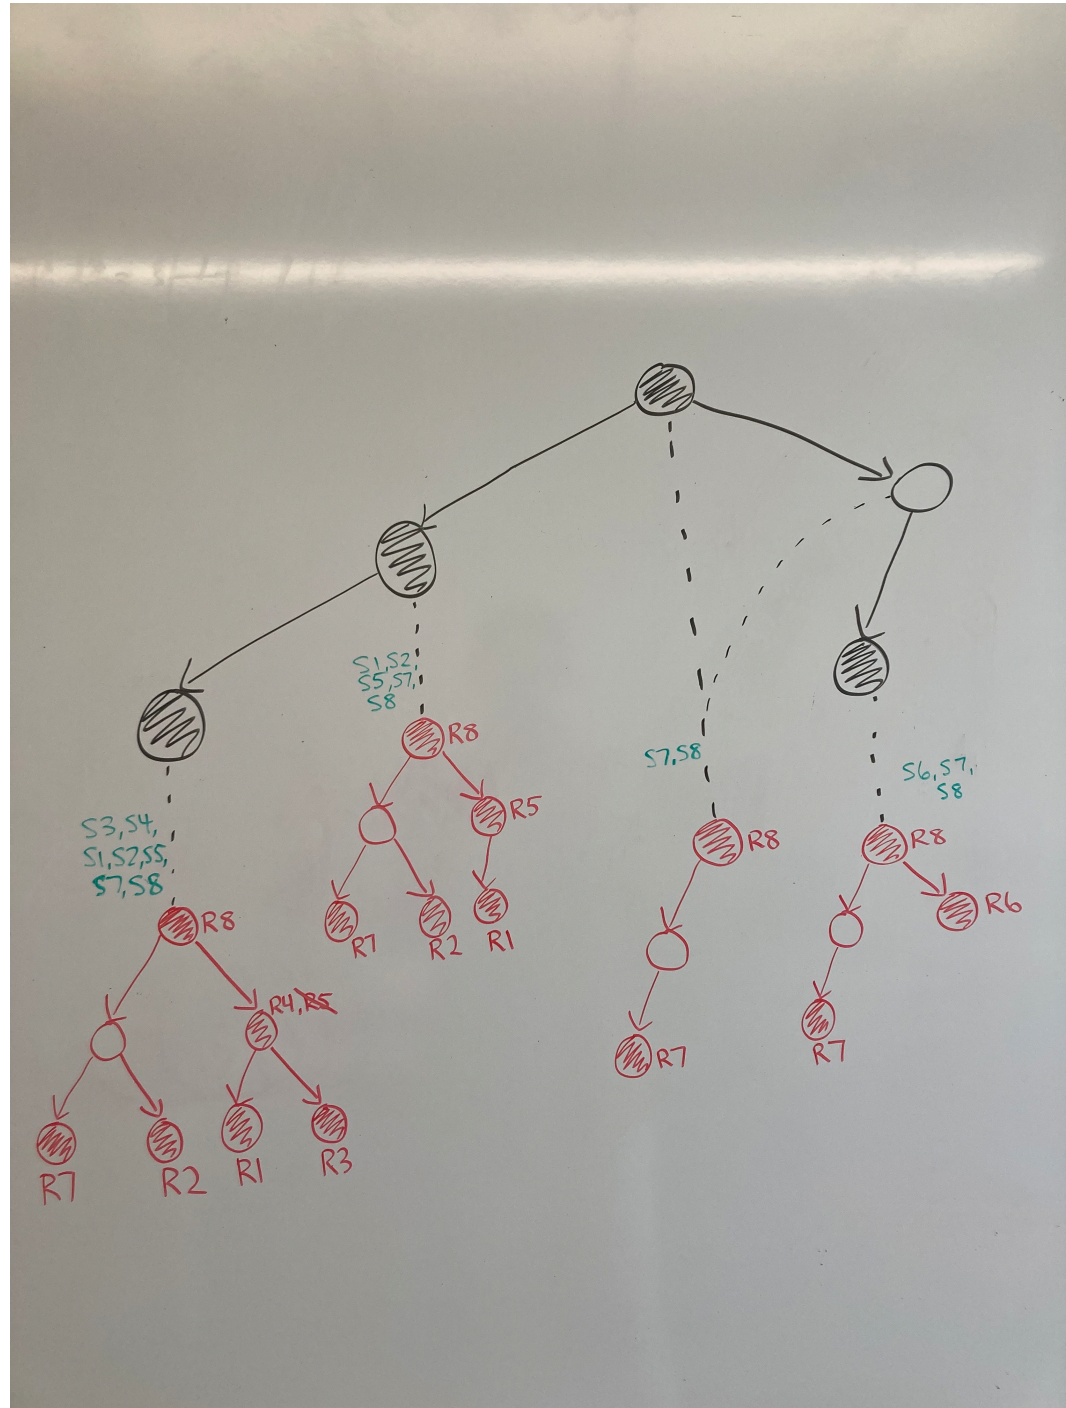 S1,S2,
S5,S7,
S8
R8
R5
R7
R2
R1
S3,S4,
S1,S2,S5,
S7,S8
R8
R4,R5
R7
R2
R1
R3
S7,S8
R8
R7
S6,S7,
S8
R8
R6
R7